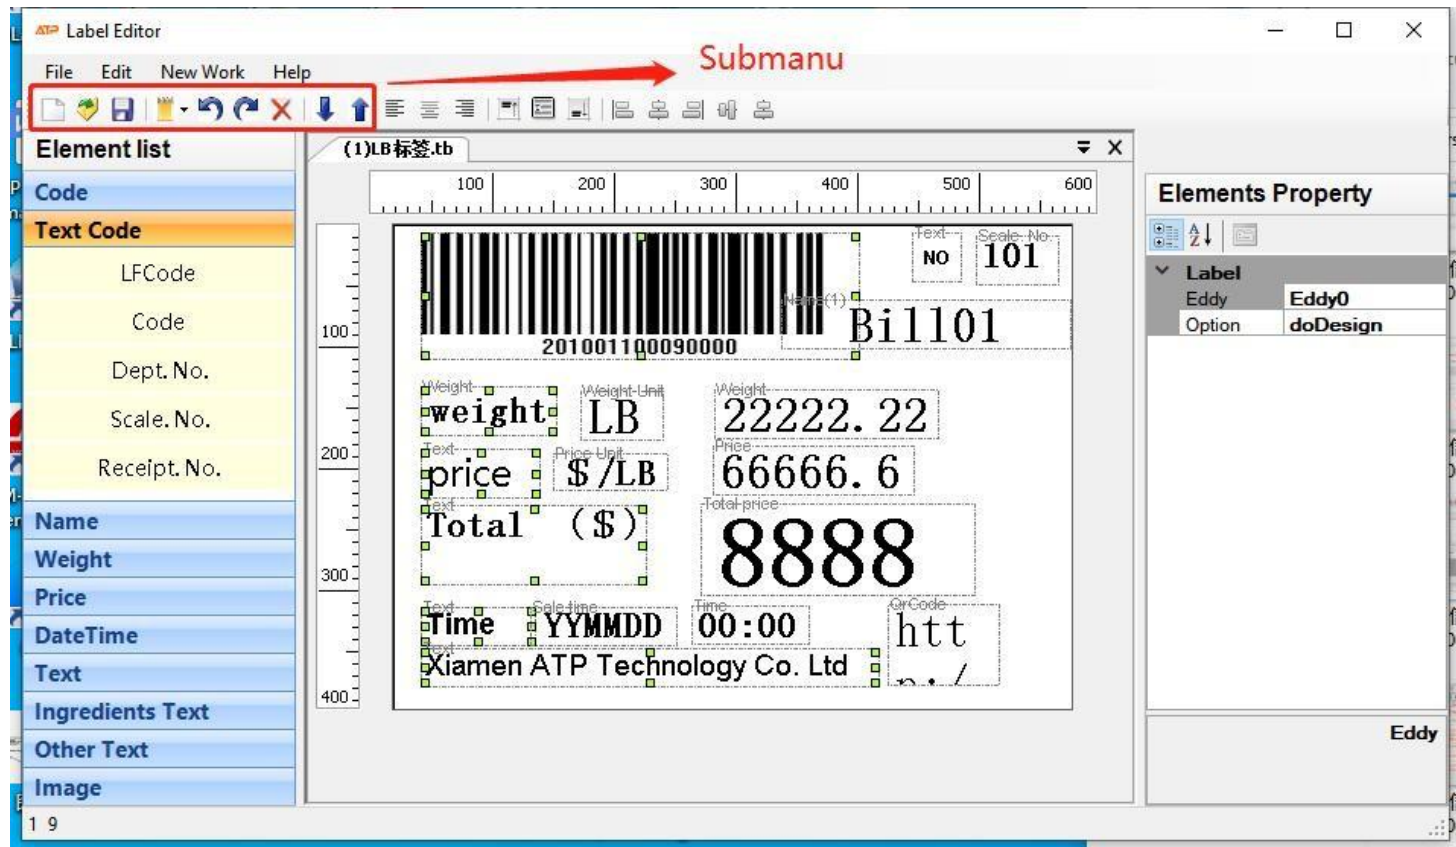 ATP Label Editor
Submanu
File Edit New Work Help
Element list
Code
Text Code
LFCode
Code
Dept. No.
Scale. No.
Receipt. No.
Name
Weight
Price
DateTime
Text
Ingredients Text
Other Text
Image
1 9
(1)LB标签.tb
100 200 300 400 500 600
100
200
300
400
201001100090000
Text
NO
Scale. No.
101
Name(1)
Bill01
Weight
weight
Weight Unit
LB
Weight
22222.22
Text
price
Price Unit
$/LB
Price
66666.6
Text
Total ($)
Total price
8888
Text
Time
Sale time
YYMMDD
Time
00:00
QrCode
htt
p:/
Text
Xiamen ATP Technology Co. Ltd
Elements Property
Label
Eddy Eddy0
Option doDesign
Eddy